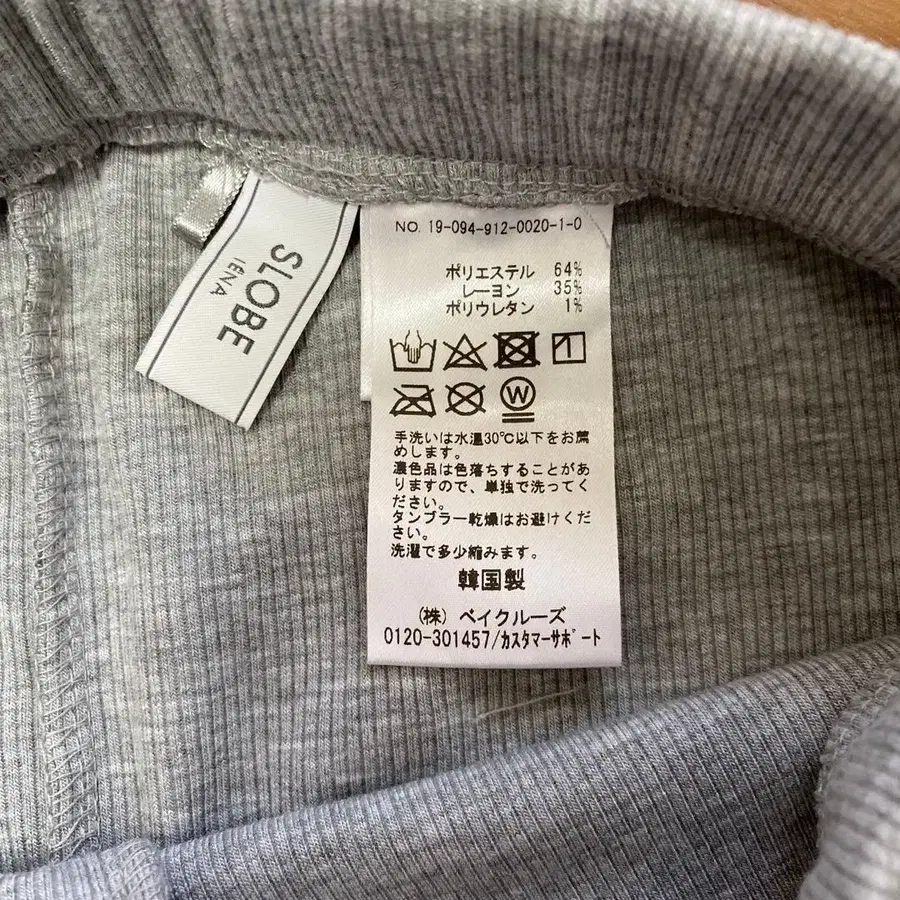 SLOBE
IENA
NO. 19-094-912-0020-1-0
ポリエステル 64%
レーヨン 35%
ポリウレタン 1%
W
手洗いは水温30℃以下をお薦
めします。
濃色品は色落ちすることがあ
りますので、単独で洗ってく
ださい。
タンブラー乾燥はお避けくだ
さい。
洗濯で多少縮みます。
韓国製
(株) ベイクルーズ
0120-301457/カスタマーサポート